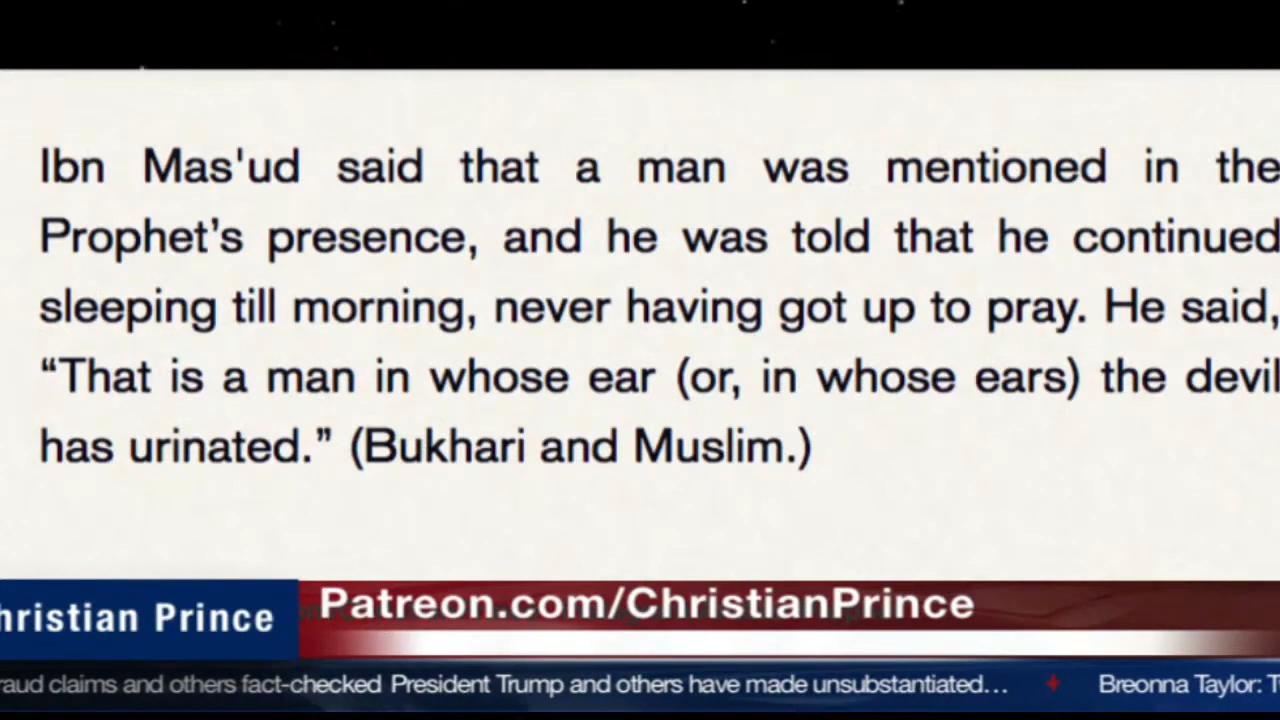 Ibn Mas'ud said that a man was mentioned in the
Prophet’s presence, and he was told that he continued
sleeping till morning, never having got up to pray. He said,
“That is a man in whose ear (or, in whose ears) the devil
has urinated.” (Bukhari and Muslim.)
hristian Prince
Patreon.com/ChristianPrince
raud claims and others fact-checked President Trump and others have made unsubstantiated… Breonna Taylor: T